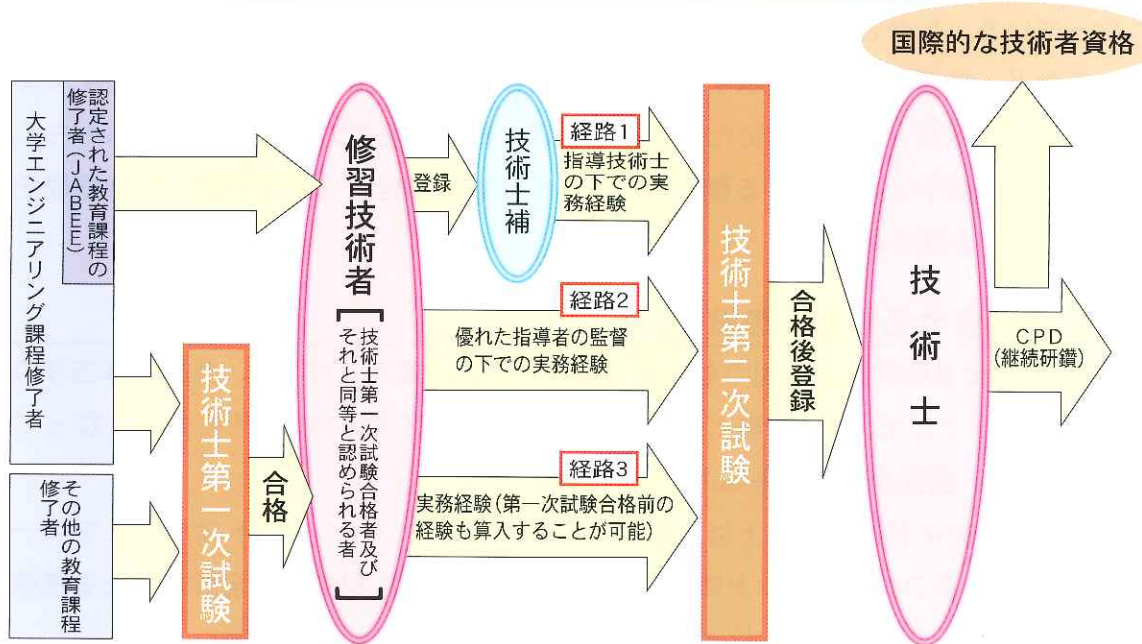 国際的な技術者資格
大学エンジニアリング課程修了者
認定された教育課程の
修了者(JABEE)
その他の教育課程
修了者
技術士第一次試験
合格
修習技術者
技術士第一次試験合格者及び
それと同等と認められる者
登録
技術士補
経路1
指導技術士
の下での実
務経験
経路2
優れた指導者の監督
の下での実務経験
経路3
実務経験(第一次試験合格前の
経験も算入することが可能)
技術士第二次試験
合格後登録
技術士
CPD
(継続研鑽)